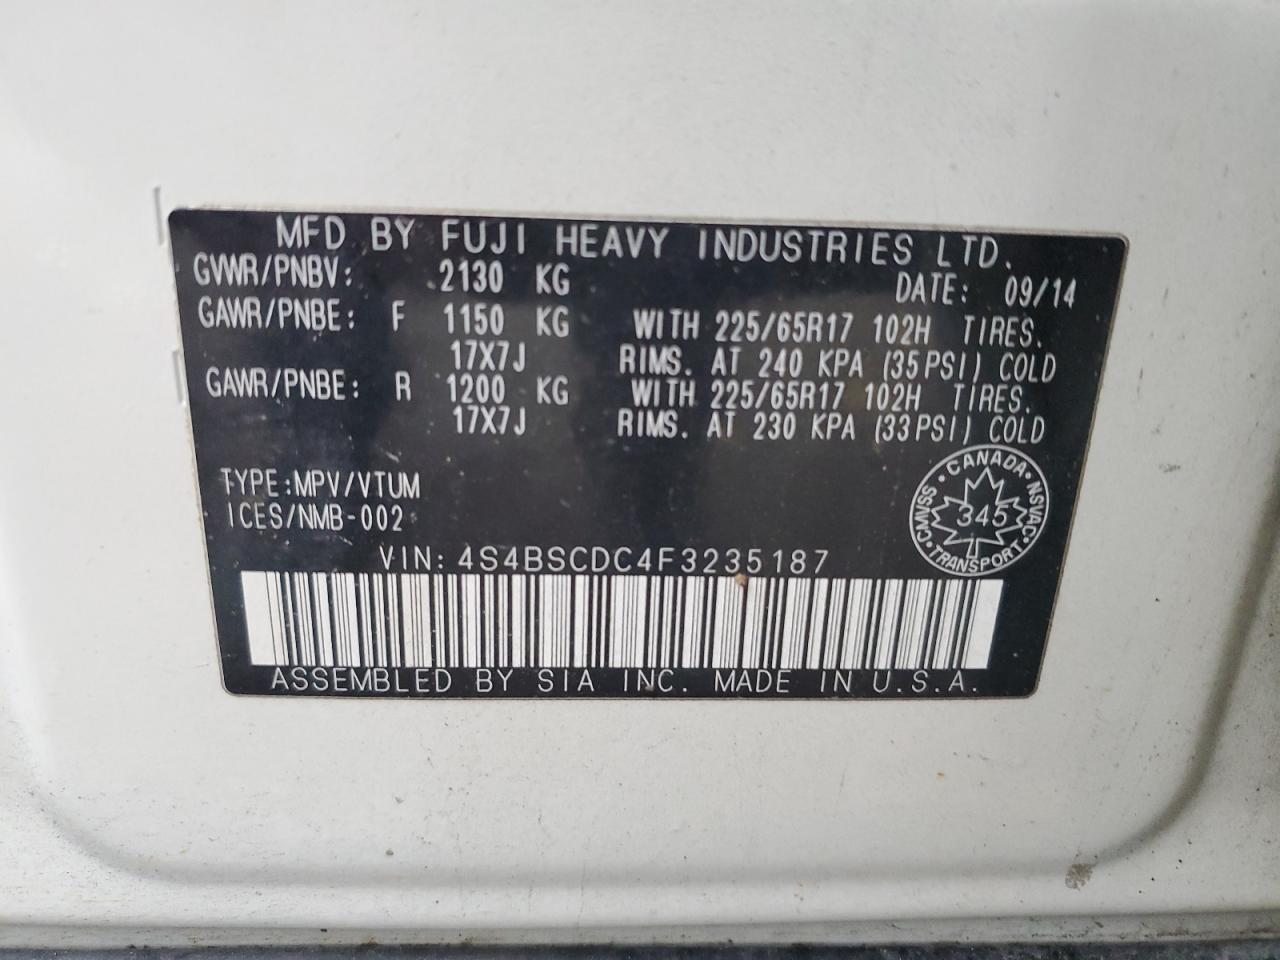 MFD BY FUJI HEAVY INDUSTRIES LTD.
GVWR/PNBV: 2130 KG DATE: 09/14
GAWR/PNBE: F 1150 KG WITH 225/65R17 102H TIRES.
17X7J RIMS. AT 240 KPA (35PSI) COLD
GAWR/PNBE: R 1200 KG WITH 225/65R17 102H TIRES.
17X7J RIMS. AT 230 KPA (33PSI) COLD
TYPE:MPV/VTUM
ICES/NMB-002
CANADA · NSVAC · TRANSPORT · CMVSS ·
345
VIN: 4S4BSCDC4F3235187
ASSEMBLED BY SIA INC. MADE IN U.S.A.